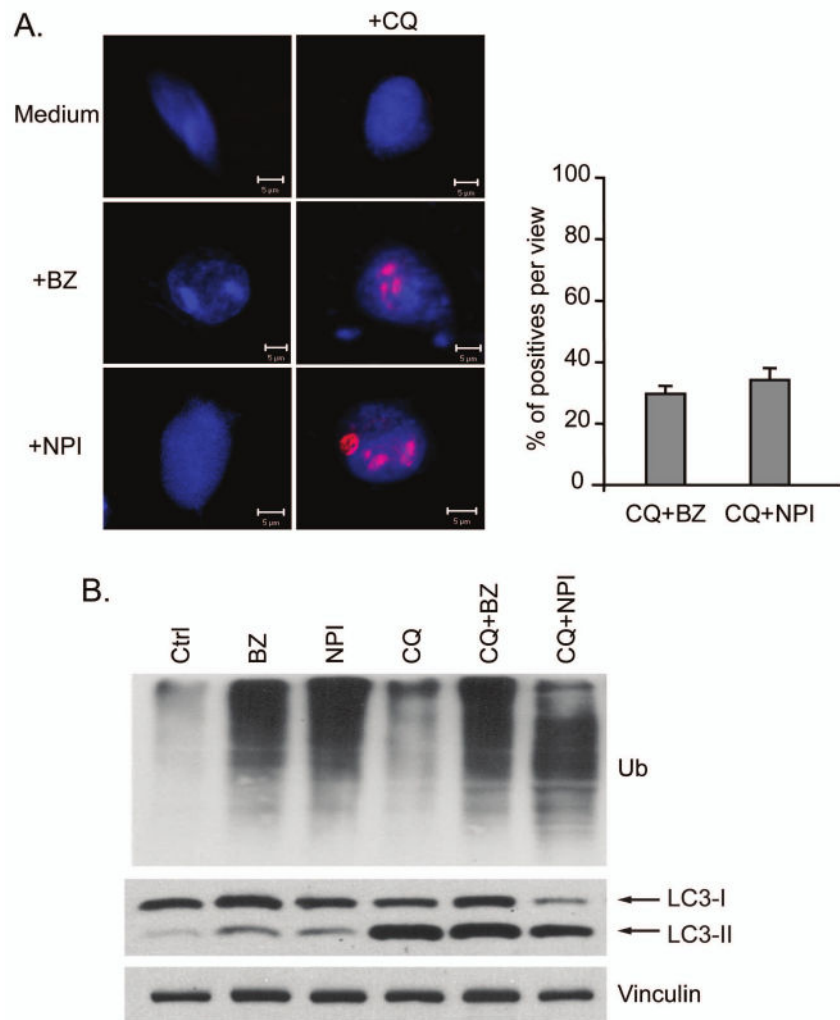 A.
+CQ
Medium
5 µm
5 µm
+BZ
5 µm
5 µm
+NPI
5 µm
5 µm
% of positives per view
100
80
60
40
20
0
CQ+BZ
CQ+NPI
B.
Ctrl
BZ
NPI
CQ
CQ+BZ
CQ+NPI
Ub
LC3-I
LC3-II
Vinculin